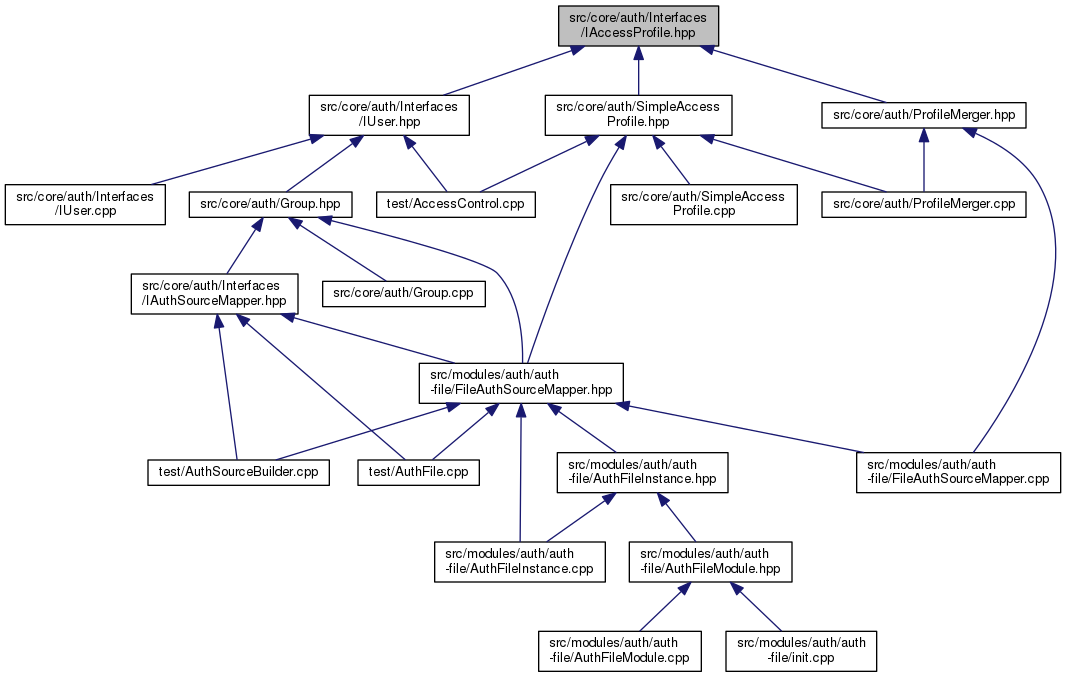 src/core/auth/Interfaces
/IAccessProfile.hpp
src/core/auth/Interfaces
/IUser.hpp
src/core/auth/SimpleAccess
Profile.hpp
src/core/auth/ProfileMerger.hpp
src/core/auth/Interfaces
/IUser.cpp
src/core/auth/Group.hpp
test/AccessControl.cpp
src/core/auth/SimpleAccess
Profile.cpp
src/core/auth/ProfileMerger.cpp
src/core/auth/Interfaces
/IAuthSourceMapper.hpp
src/core/auth/Group.cpp
src/modules/auth/auth
-file/FileAuthSourceMapper.hpp
test/AuthSourceBuilder.cpp
test/AuthFile.cpp
src/modules/auth/auth
-file/AuthFileInstance.hpp
src/modules/auth/auth
-file/FileAuthSourceMapper.cpp
src/modules/auth/auth
-file/AuthFileInstance.cpp
src/modules/auth/auth
-file/AuthFileModule.hpp
src/modules/auth/auth
-file/AuthFileModule.cpp
src/modules/auth/auth
-file/init.cpp